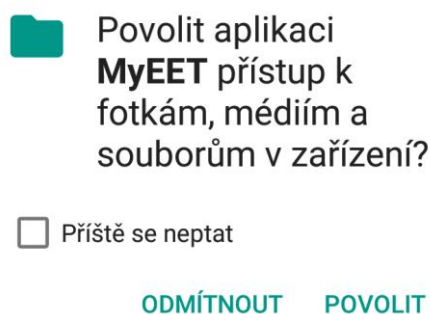 Povolit aplikaci
MyEET přístup k
fotkám, médiím a
souborům v zařízení?
Příště se neptat
ODMÍTNOUT POVOLIT